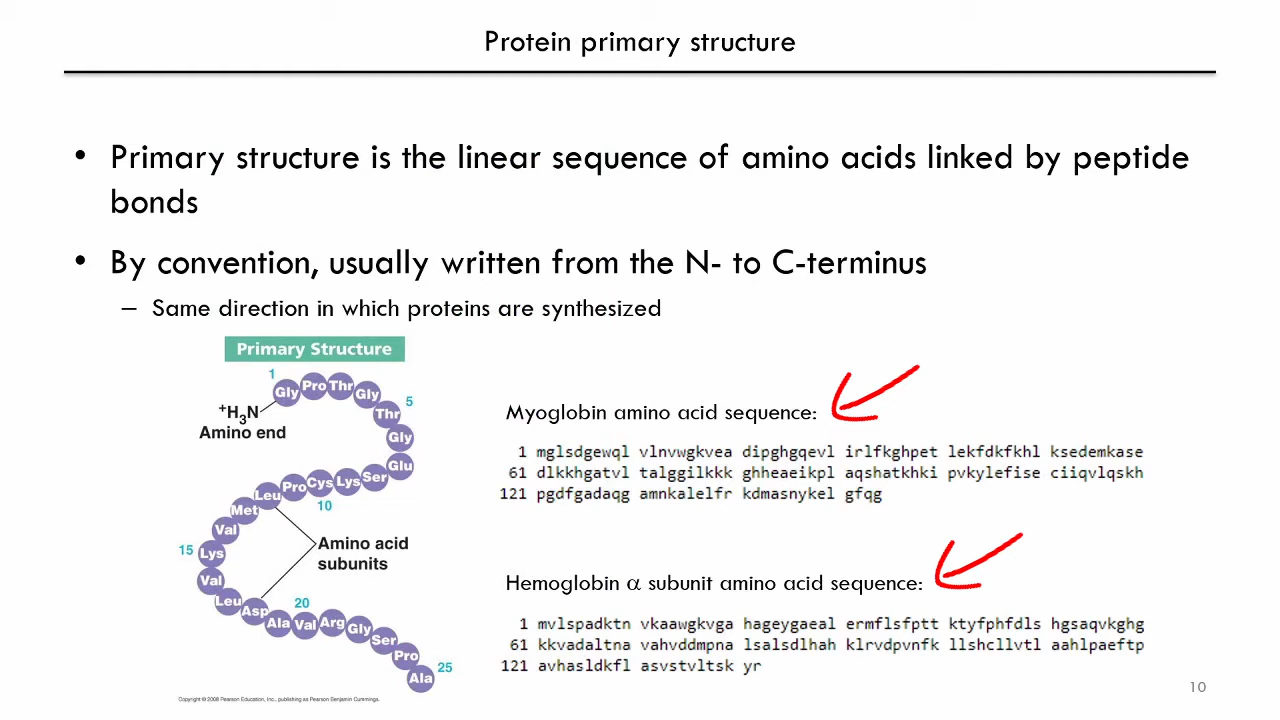 Protein primary structure
• Primary structure is the linear sequence of amino acids linked by peptide
bonds
• By convention, usually written from the N- to C-terminus
– Same direction in which proteins are synthesized
Primary Structure
1
Gly Pro Thr Gly
5
Thr
+H3N
Amino end
Gly
Glu
Leu Pro Cys Lys Ser
10
Met
Val
15 Lys
Amino acid
subunits
Val
Leu Asp
20
Ala Val Arg Gly
Ser
Pro
25
Ala
Copyright © 2008 Pearson Education, Inc., publishing as Pearson Benjamin Cummings.
Myoglobin amino acid sequence:
1 mglsdgewql vlnvwgkvea dipghgqevl irlfkghpet lekfdkfkhl ksedemkase
61 dlkkhgatvl talggilkkk ghheaeikpl aqshatkhki pvkylefise ciiqvlqskh
121 pgdfgadaqg amnkalelfr kdmasnykel gfqg
Hemoglobin α subunit amino acid sequence:
1 mvlspadktn vkaawgkvga hageygaeal ermflsfptt ktyfphfdls hgsaqvkghg
61 kkvadaltna vahvddmpna lsalsdlhah klrvdpvnfk llshcllvtl aahlpaeftp
121 avhasldkfl asvstvltsk yr
10